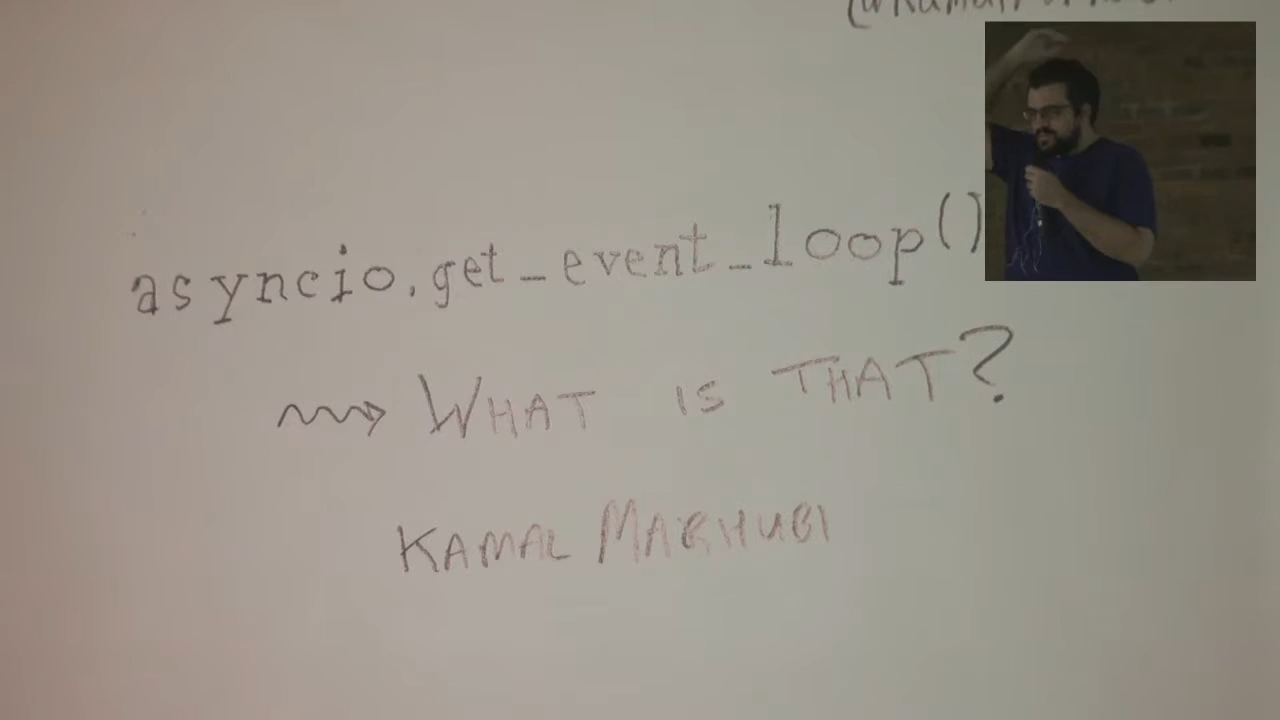 asyncio.get_event_loop()
⟿ WHAT IS THAT?
KAMAL MARHUBI